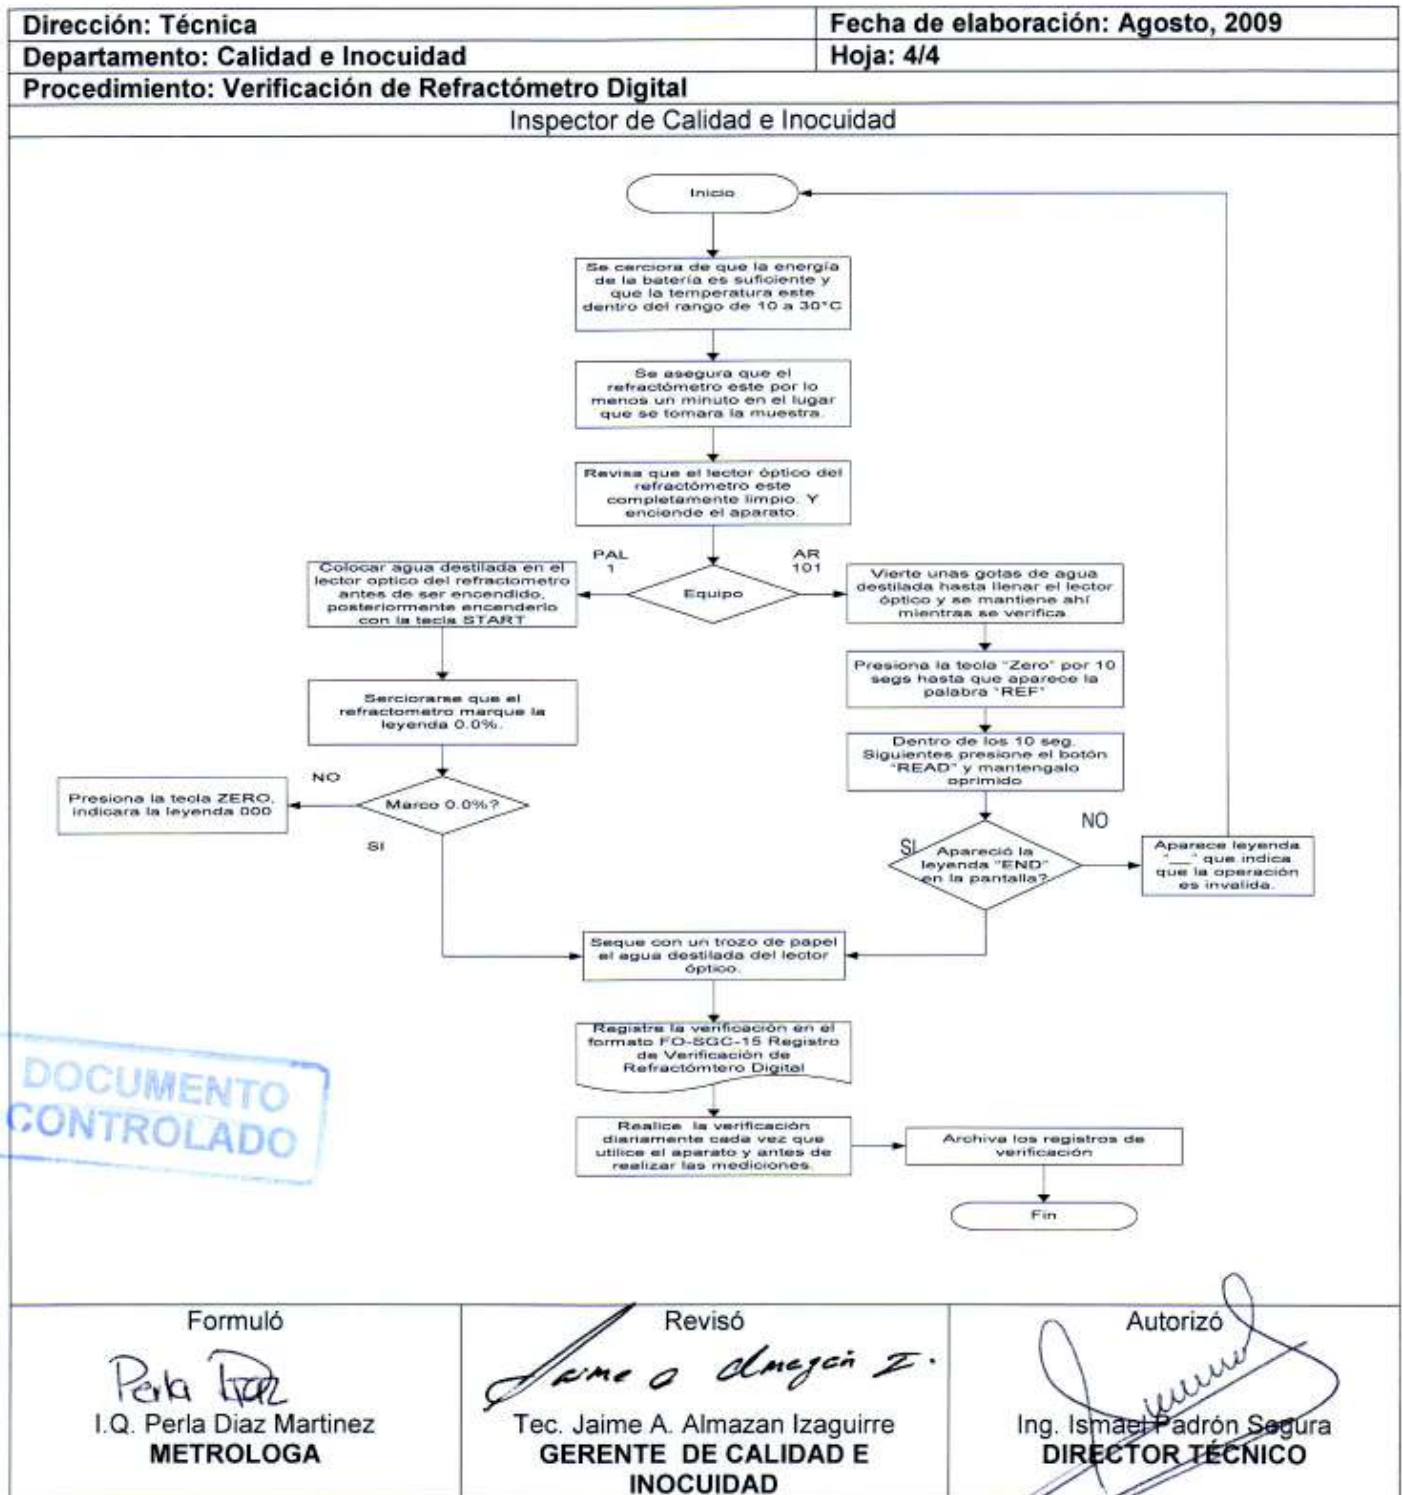 Dirección: Técnica
Fecha de elaboración: Agosto, 2009
Departamento: Calidad e Inocuidad
Hoja: 4/4
Procedimiento: Verificación de Refractómetro Digital
Inspector de Calidad e Inocuidad
Inicio
Se cerciora de que la energía
de la batería es suficiente y
que la temperatura este
dentro del rango de 10 a 30°C
Se asegura que el
refractómetro este por lo
menos un minuto en el lugar
que se tomara la muestra.
Revisa que el lector óptico del
refractómetro este
completamente limpio. Y
enciende el aparato.
PAL
1
Equipo
AR
101
Colocar agua destilada en el
lector optico del refractometro
antes de ser encendido,
posteriormente encenderlo
con la tecla START
Vierte unas gotas de agua
destilada hasta llenar el lector
óptico y se mantiene ahí
mientras se verifica
Serciorarse que el
refractometro marque la
leyenda 0.0%.
Presiona la tecla "Zero" por 10
segs hasta que aparece la
palabra "REF"
Dentro de los 10 seg.
Siguientes presione el botón
"READ" y mantengalo
oprimido
NO
Presiona la tecla ZERO,
indicara la leyenda 000
Marco 0.0%?
SI
SI
Apareció la
leyenda "END"
en la pantalla?
NO
Aparece leyenda
"__" que indica
que la operación
es invalida.
Seque con un trozo de papel
el agua destilada del lector
óptico.
Registre la verificación en el
formato FO-SGC-15 Registro
de Verificación de
Refractómtero Digital
DOCUMENTO
CONTROLADO
Realice la verificación
diariamente cada vez que
utilice el aparato y antes de
realizar las mediciones.
Archiva los registros de
verificación
Fin
Formuló
Perla Diaz
I.Q. Perla Diaz Martinez
METROLOGA
Revisó
Jaime A Almazán I.
Tec. Jaime A. Almazan Izaguirre
GERENTE DE CALIDAD E
INOCUIDAD
Autorizó
Ing. Ismael Padrón Segura
DIRECTOR TÉCNICO